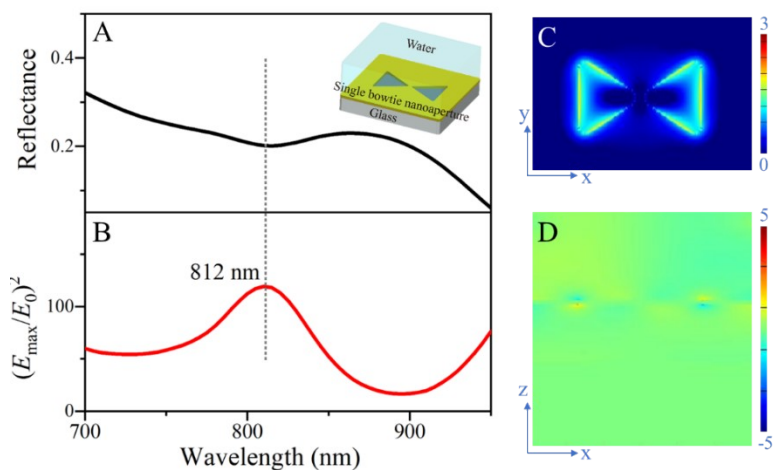 A
0.4
0.2
Reflectance
Water
Single bowtie nanoaperture
Glass
B
812 nm
100
0
(Emax/E0)²
700
800
900
Wavelength (nm)
C
y
x
3
0
D
z
x
5
-5